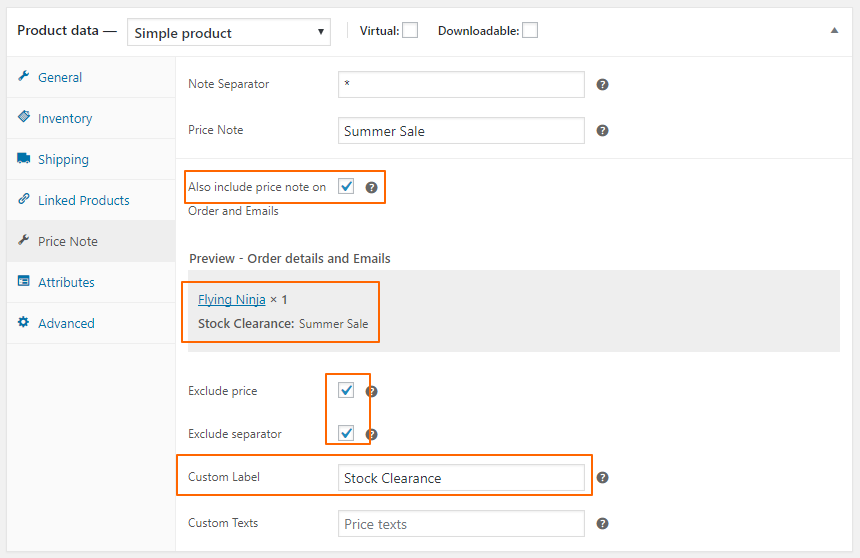 Product data — Simple product Virtual: Downloadable:
General
Inventory
Shipping
Linked Products
Price Note
Attributes
Advanced
Note Separator *
Price Note Summer Sale
Also include price note on
Order and Emails
Preview - Order details and Emails
Flying Ninja × 1
Stock Clearance: Summer Sale
Exclude price
Exclude separator
Custom Label Stock Clearance
Custom Texts Price texts